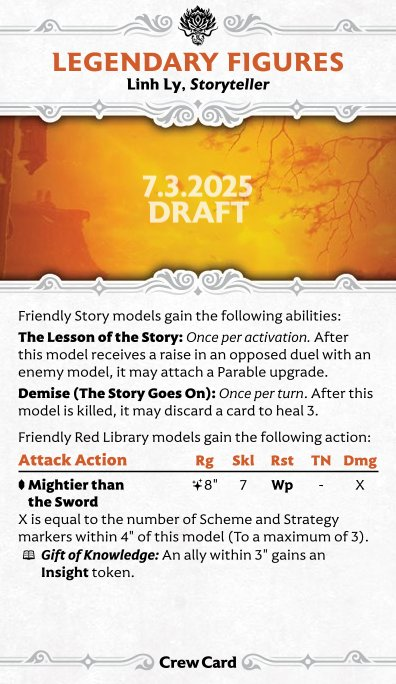 LEGENDARY FIGURES
Linh Ly, Storyteller
7.3.2025
DRAFT
Friendly Story models gain the following abilities:
The Lesson of the Story: Once per activation. After
this model receives a raise in an opposed duel with an
enemy model, it may attach a Parable upgrade.
Demise (The Story Goes On): Once per turn. After this
model is killed, it may discard a card to heal 3.
Friendly Red Library models gain the following action:
Attack Action Rg Skl Rst TN Dmg
Mightier than the Sword 8" 7 Wp - X
X is equal to the number of Scheme and Strategy
markers within 4" of this model (To a maximum of 3).
Gift of Knowledge: An ally within 3" gains an
Insight token.
Crew Card